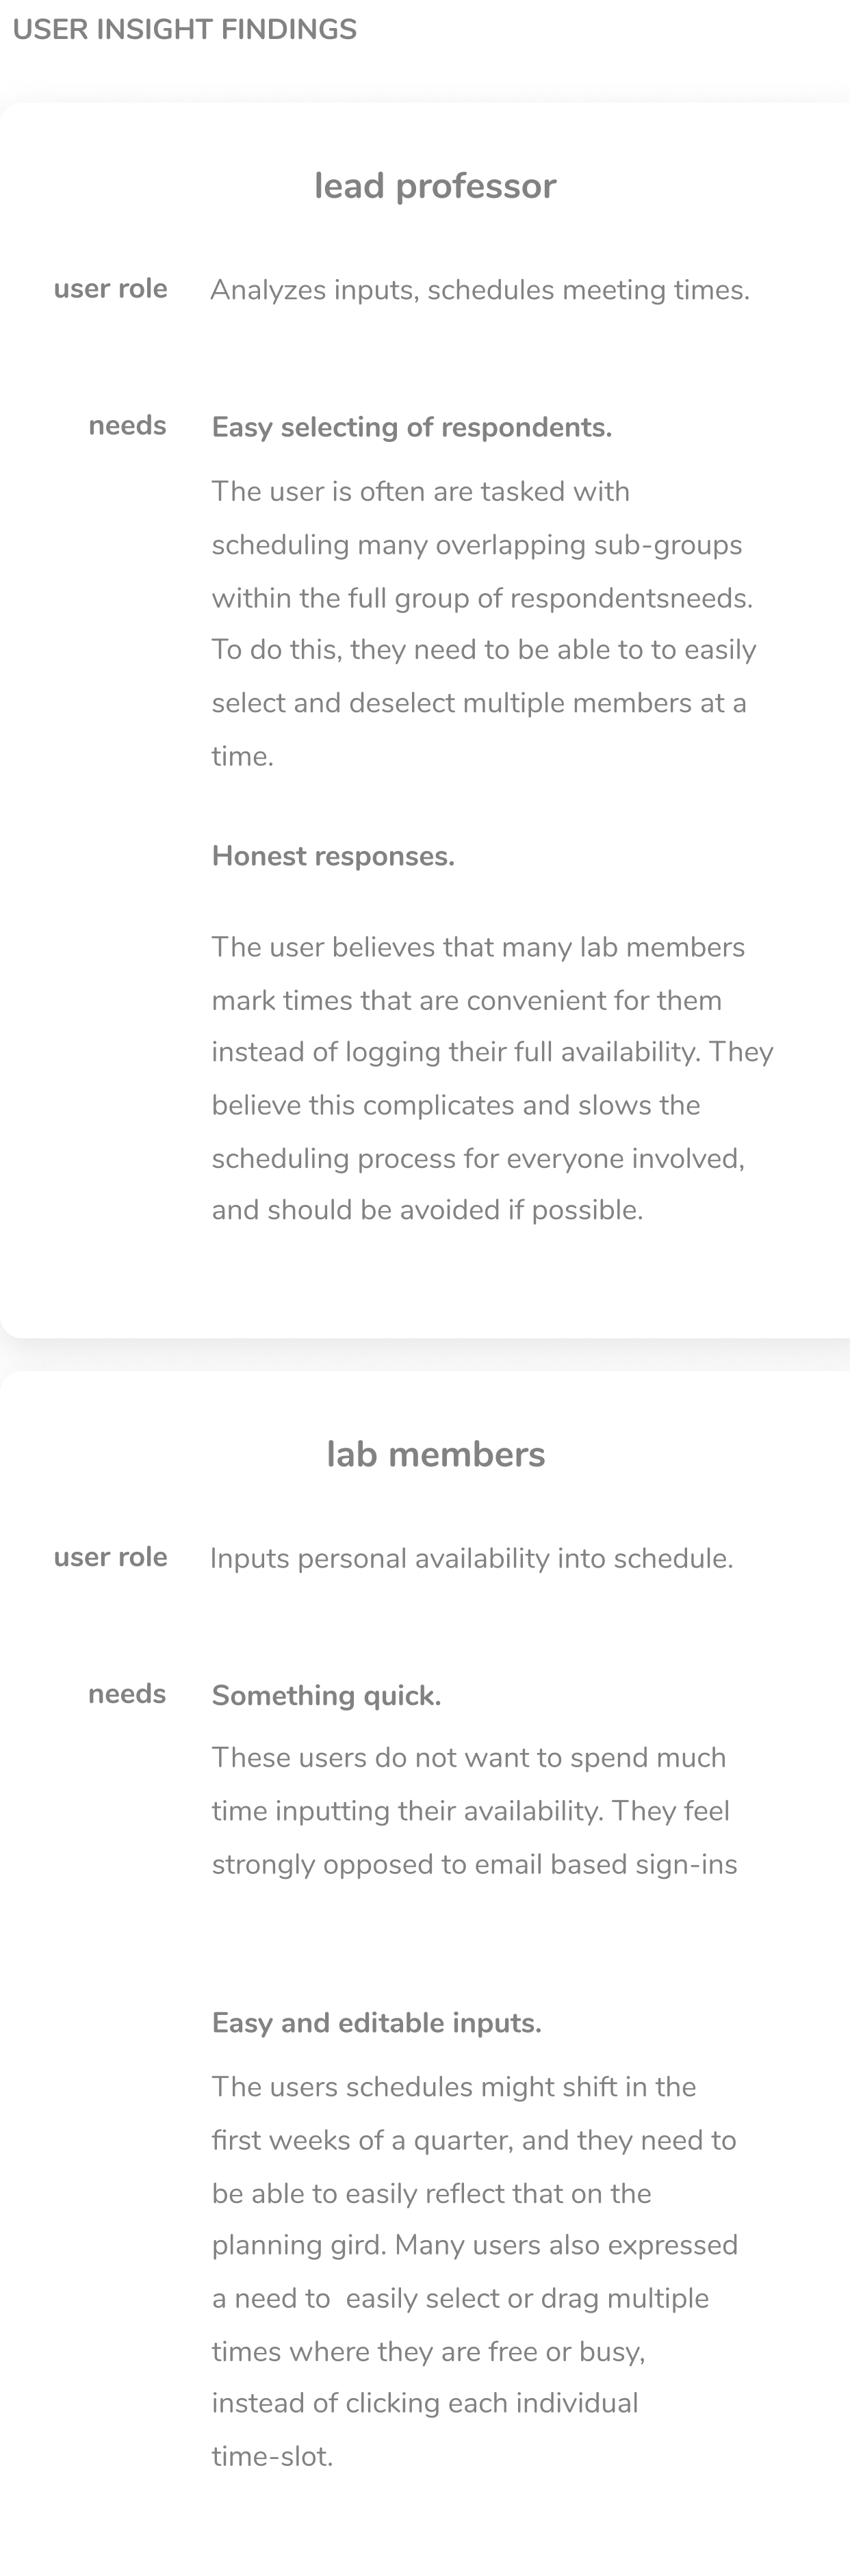 USER INSIGHT FINDINGS
lead professor
user role
Analyzes inputs, schedules meeting times.
needs
Easy selecting of respondents.
The user is often are tasked with
scheduling many overlapping sub-groups
within the full group of respondentsneeds.
To do this, they need to be able to to easily
select and deselect multiple members at a
time.
Honest responses.
The user believes that many lab members
mark times that are convenient for them
instead of logging their full availability. They
believe this complicates and slows the
scheduling process for everyone involved,
and should be avoided if possible.
lab members
user role
Inputs personal availability into schedule.
needs
Something quick.
These users do not want to spend much
time inputting their availability. They feel
strongly opposed to email based sign-ins
Easy and editable inputs.
The users schedules might shift in the
first weeks of a quarter, and they need to
be able to easily reflect that on the
planning gird. Many users also expressed
a need to  easily select or drag multiple
times where they are free or busy,
instead of clicking each individual
time-slot.